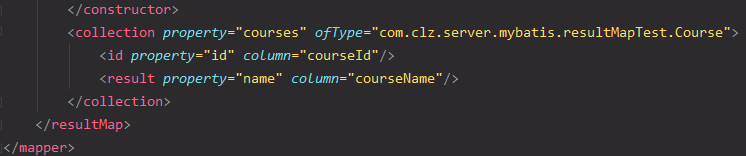 </constructor>
<collection property="courses" ofType="com.clz.server.mybatis.resultMapTest.Course">
<id property="id" column="courseId"/>
<result property="name" column="courseName"/>
</collection>
</resultMap>
</mapper>